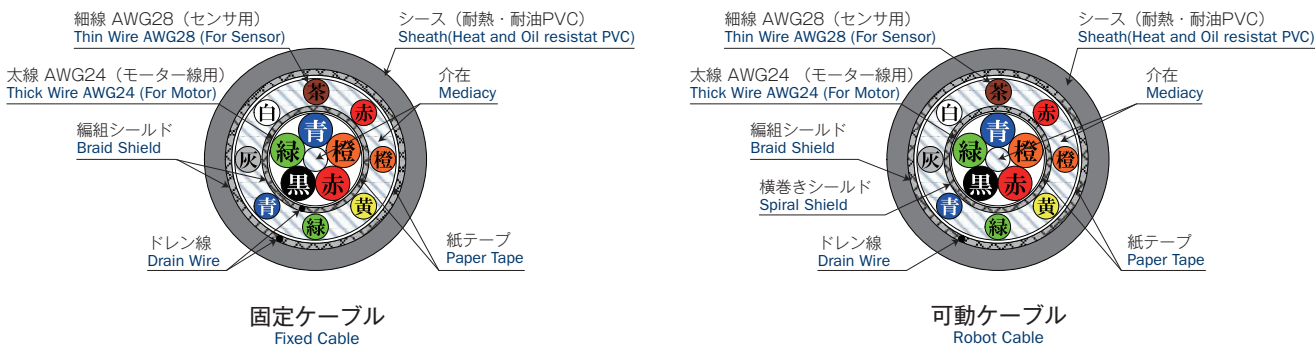 細線 AWG28（センサ用）
Thin Wire AWG28 (For Sensor)
シース（耐熱・耐油PVC）
Sheath(Heat and Oil resistat PVC)
太線 AWG24（モーター線用）
Thick Wire AWG24 (For Motor)
介在
Mediacy
編組シールド
Braid Shield
ドレン線
Drain Wire
紙テープ
Paper Tape
茶
白
赤
灰
橙
青
黄
緑
青
緑
橙
黒
赤
固定ケーブル
Fixed Cable
細線 AWG28（センサ用）
Thin Wire AWG28 (For Sensor)
シース（耐熱・耐油PVC）
Sheath(Heat and Oil resistat PVC)
太線 AWG24（モーター線用）
Thick Wire AWG24 (For Motor)
介在
Mediacy
編組シールド
Braid Shield
横巻きシールド
Spiral Shield
ドレン線
Drain Wire
紙テープ
Paper Tape
茶
白
赤
灰
橙
青
黄
緑
青
緑
橙
黒
赤
可動ケーブル
Robot Cable